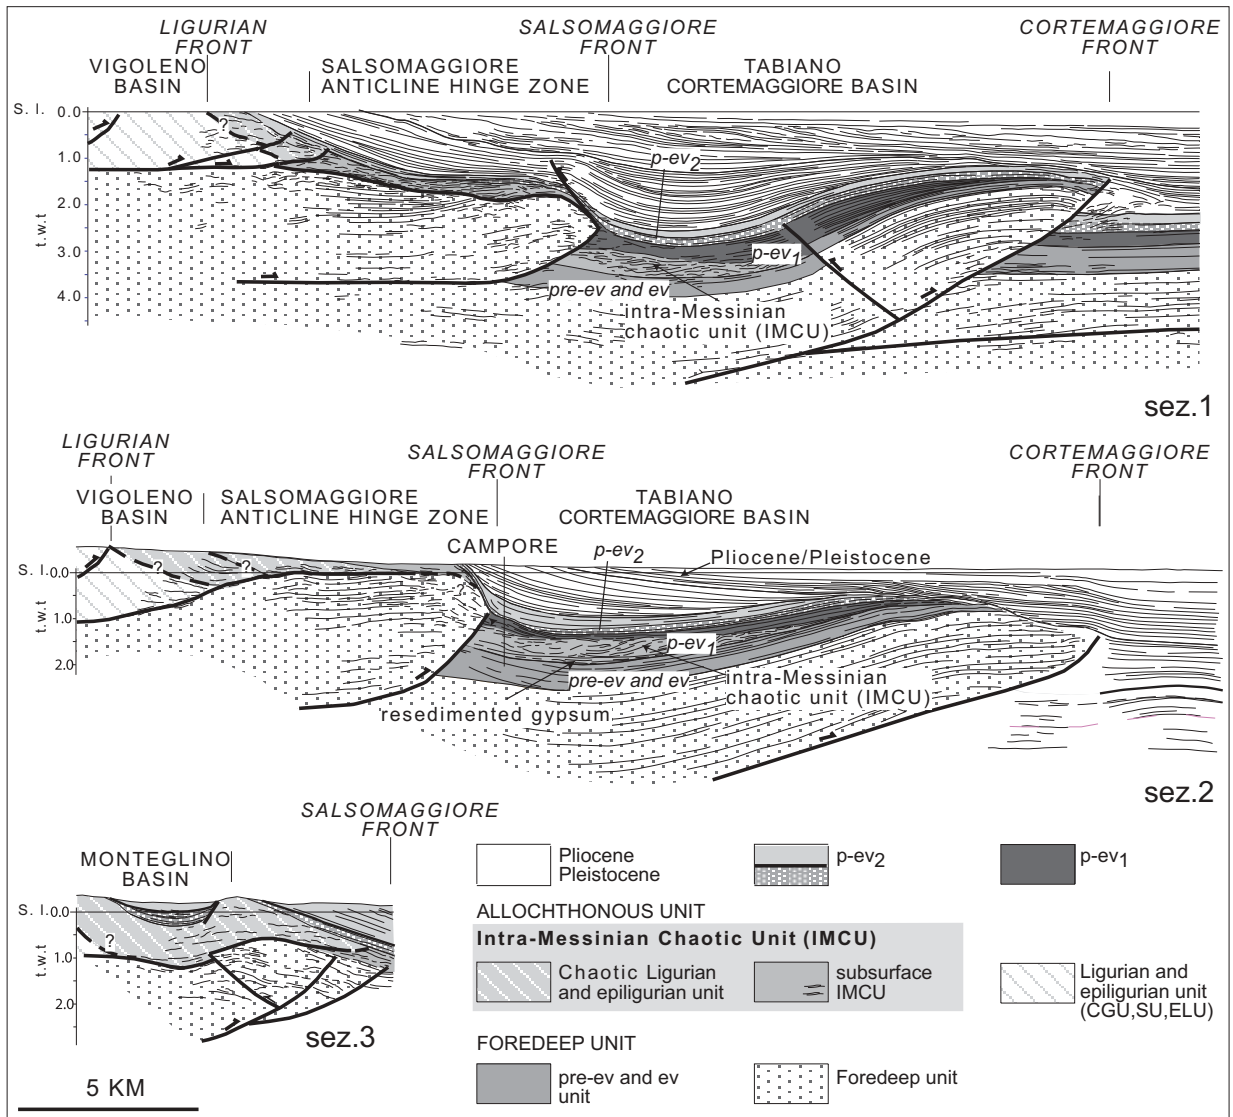 LIGURIAN
FRONT
SALSOMAGGIORE
FRONT
CORTEMAGGIORE
FRONT
VIGOLENO
BASIN
SALSOMAGGIORE
ANTICLINE HINGE ZONE
TABIANO
CORTEMAGGIORE BASIN
S. l.
0.0
1.0
2.0
3.0
4.0
t.w.t
?
p-ev2
p-ev1
pre-ev and ev
intra-Messinian
chaotic unit (IMCU)
sez.1
LIGURIAN
FRONT
SALSOMAGGIORE
FRONT
CORTEMAGGIORE
FRONT
VIGOLENO
BASIN
SALSOMAGGIORE
ANTICLINE HINGE ZONE
TABIANO
CORTEMAGGIORE BASIN
CAMPORE
p-ev2
Pliocene/Pleistocene
S. l.
0.0
1.0
2.0
t.w.t
?
?
?
p-ev1
pre-ev and ev
intra-Messinian
chaotic unit (IMCU)
resedimented gypsum
sez.2
SALSOMAGGIORE
FRONT
MONTEGLINO
BASIN
S. l.
0.0
1.0
2.0
t.w.t
?
sez.3
5 KM
Pliocene
Pleistocene
p-ev2
p-ev1
ALLOCHTHONOUS UNIT
Intra-Messinian Chaotic Unit (IMCU)
Chaotic Ligurian
and epiligurian unit
subsurface
IMCU
Ligurian and
epiligurian unit
(CGU,SU,ELU)
FOREDEEP UNIT
pre-ev and ev
unit
Foredeep unit